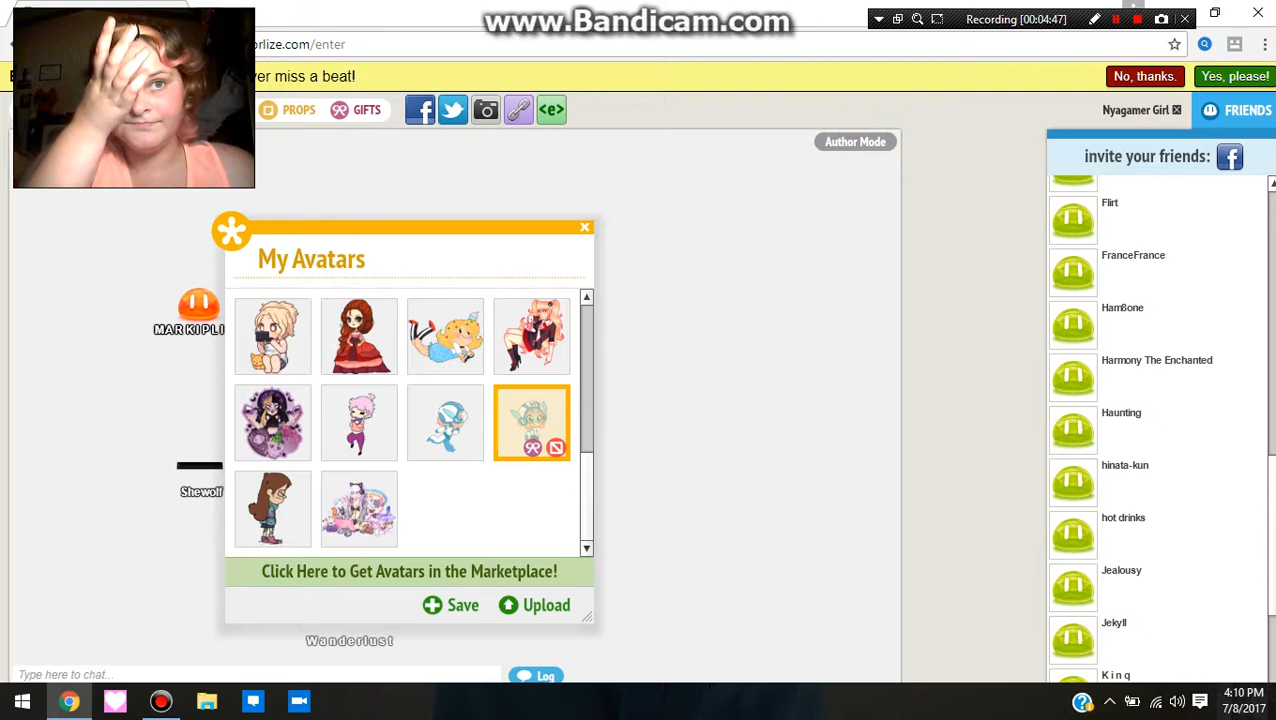 www.Bandicam.com
Recording [00:04:47]
orlize.com/enter
ver miss a beat!
No, thanks.
Yes, please!
PROPS
GIFTS
<e>
Nyagamer Girl
FRIENDS
Author Mode
invite your friends:
My Avatars
MARKIPLI
Shewolf
Click Here to Get Avatars in the Marketplace!
Save
Upload
Wanderlust
Type here to chat...
Log
Flirt
FranceFrance
Ham8one
Harmony The Enchanted
Haunting
hinata-kun
hot drinks
Jealousy
Jekyll
K i n g
4:10 PM
7/8/2017